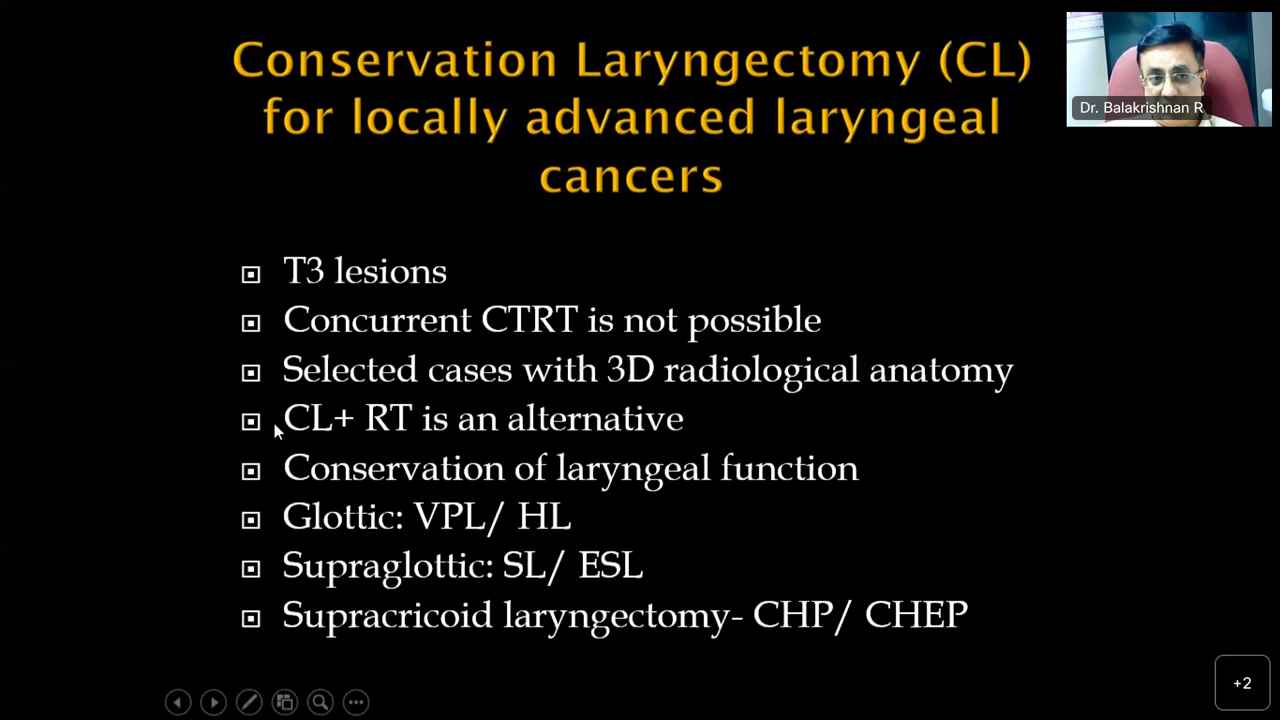 Conservation Laryngectomy (CL)
for locally advanced laryngeal
cancers
Dr. Balakrishnan R
T3 lesions
Concurrent CTRT is not possible
Selected cases with 3D radiological anatomy
CL+ RT is an alternative
Conservation of laryngeal function
Glottic: VPL/ HL
Supraglottic: SL/ ESL
Supracricoid laryngectomy- CHP/ CHEP
+2